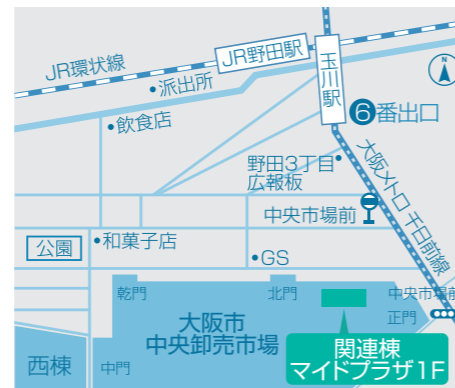 JR環状線
JR野田駅
玉川駅
N
•派出所
•飲食店
❻番出口
野田3丁目•
広報板
大阪メトロ 千日前線
中央市場前
公園
•和菓子店
•GS
乾門
北門
中央市場前
正門
大阪市
中央卸売市場
関連棟
マイドプラザ1F
西棟
中門